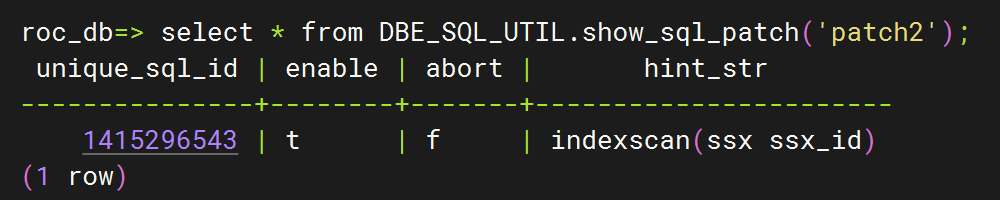 roc_db=> select * from DBE_SQL_UTIL.show_sql_patch('patch2');
 unique_sql_id | enable | abort |       hint_str
---------------+--------+-------+-----------------------
    1415296543 | t      | f     | indexscan(ssx ssx_id)
(1 row)